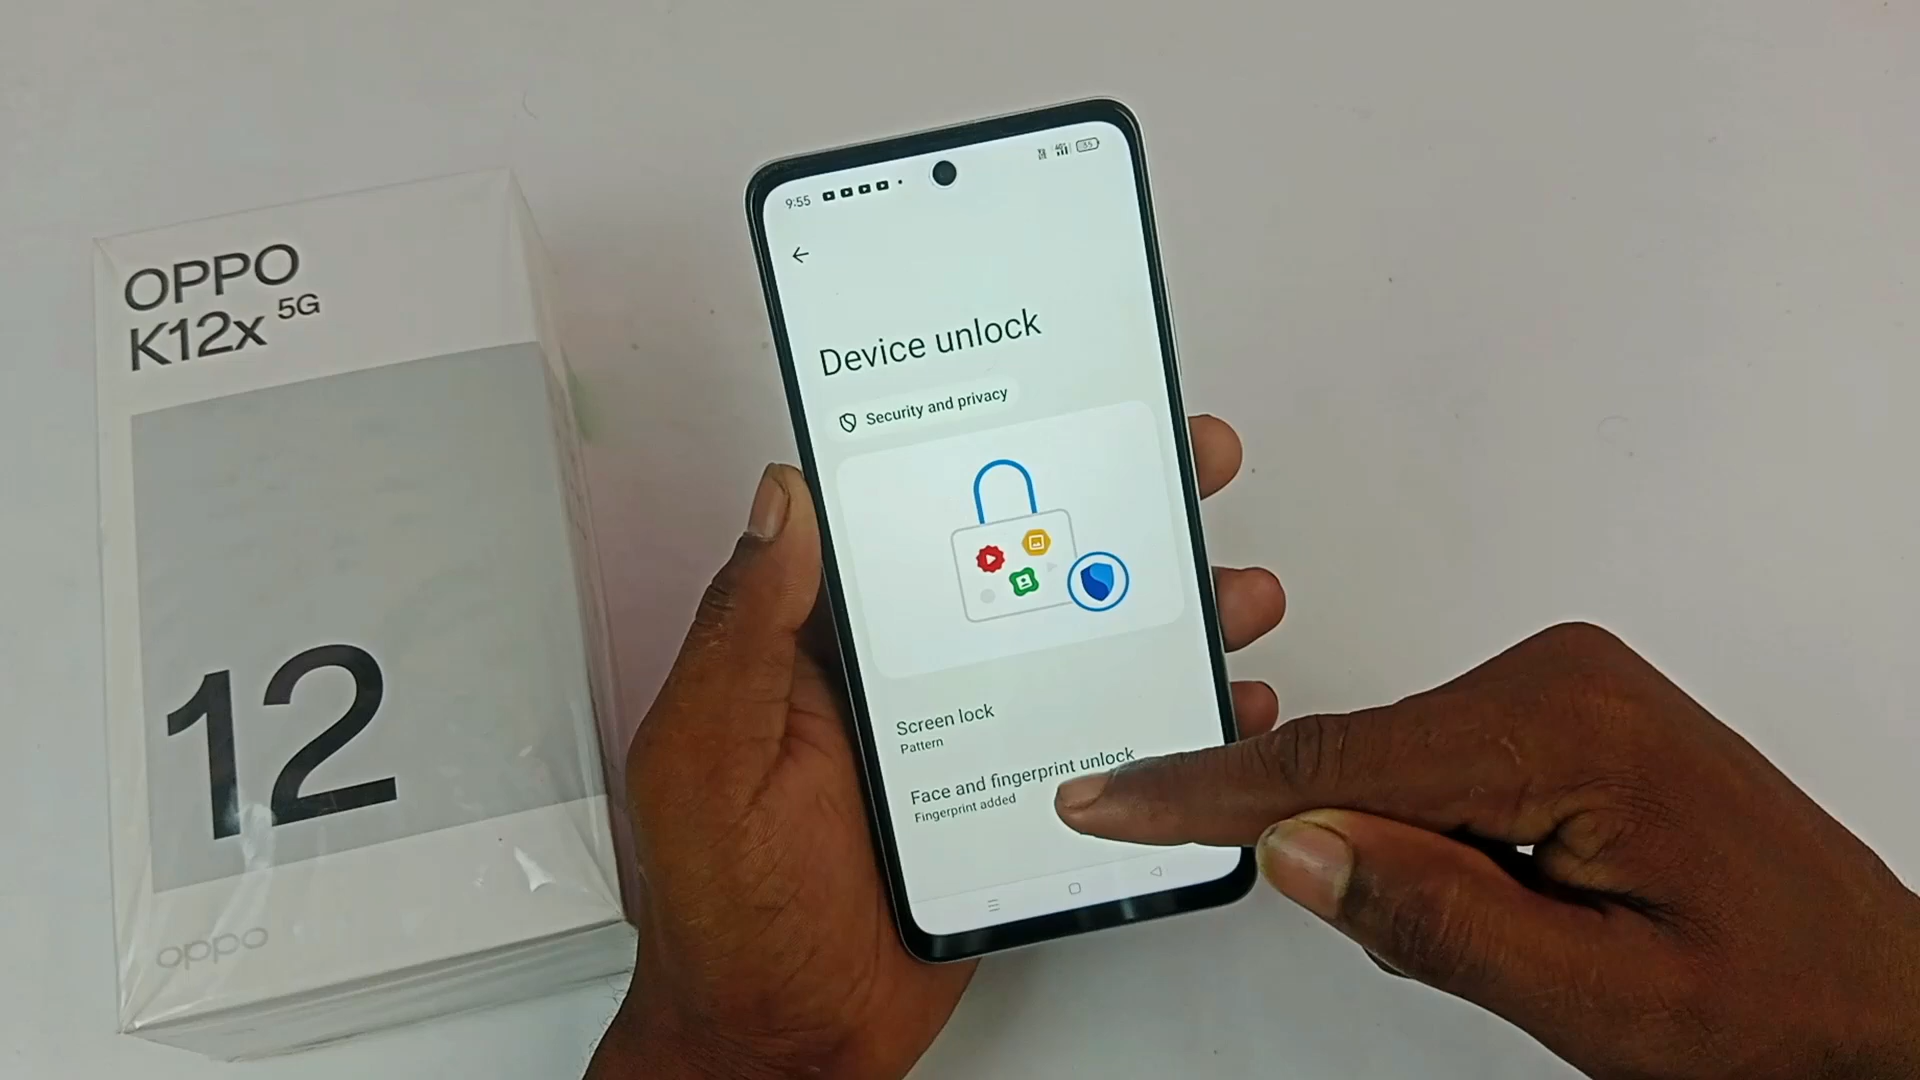 OPPO
K12x 5G
12
oppo
9:55
Device unlock
Security and privacy
Screen lock
Pattern
Face and fingerprint unlock
Fingerprint added